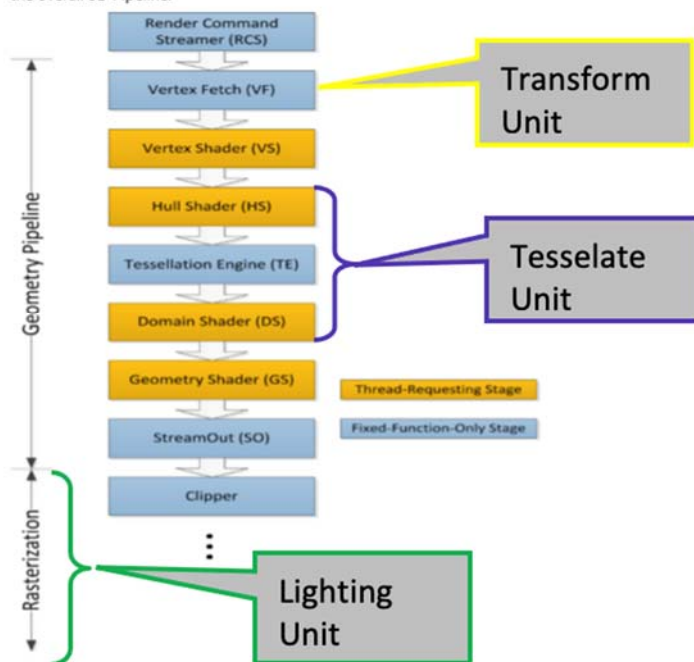 Render Command
Streamer (RCS)
Vertex Fetch (VF)
Transform
Unit
Vertex Shader (VS)
Hull Shader (HS)
Geometry Pipeline
Tessellation Engine (TE)
Tesselate
Unit
Domain Shader (DS)
Geometry Shader (GS)
Thread-Requesting Stage
StreamOut (SO)
Fixed-Function-Only Stage
Clipper
Rasterization
Lighting
Unit